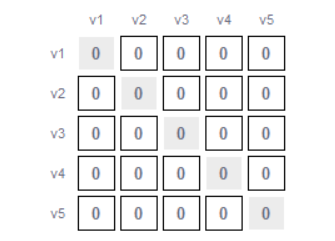 v1 v2 v3 v4 v5
v1 0 0 0 0 0
v2 0 0 0 0 0
v3 0 0 0 0 0
v4 0 0 0 0 0
v5 0 0 0 0 0